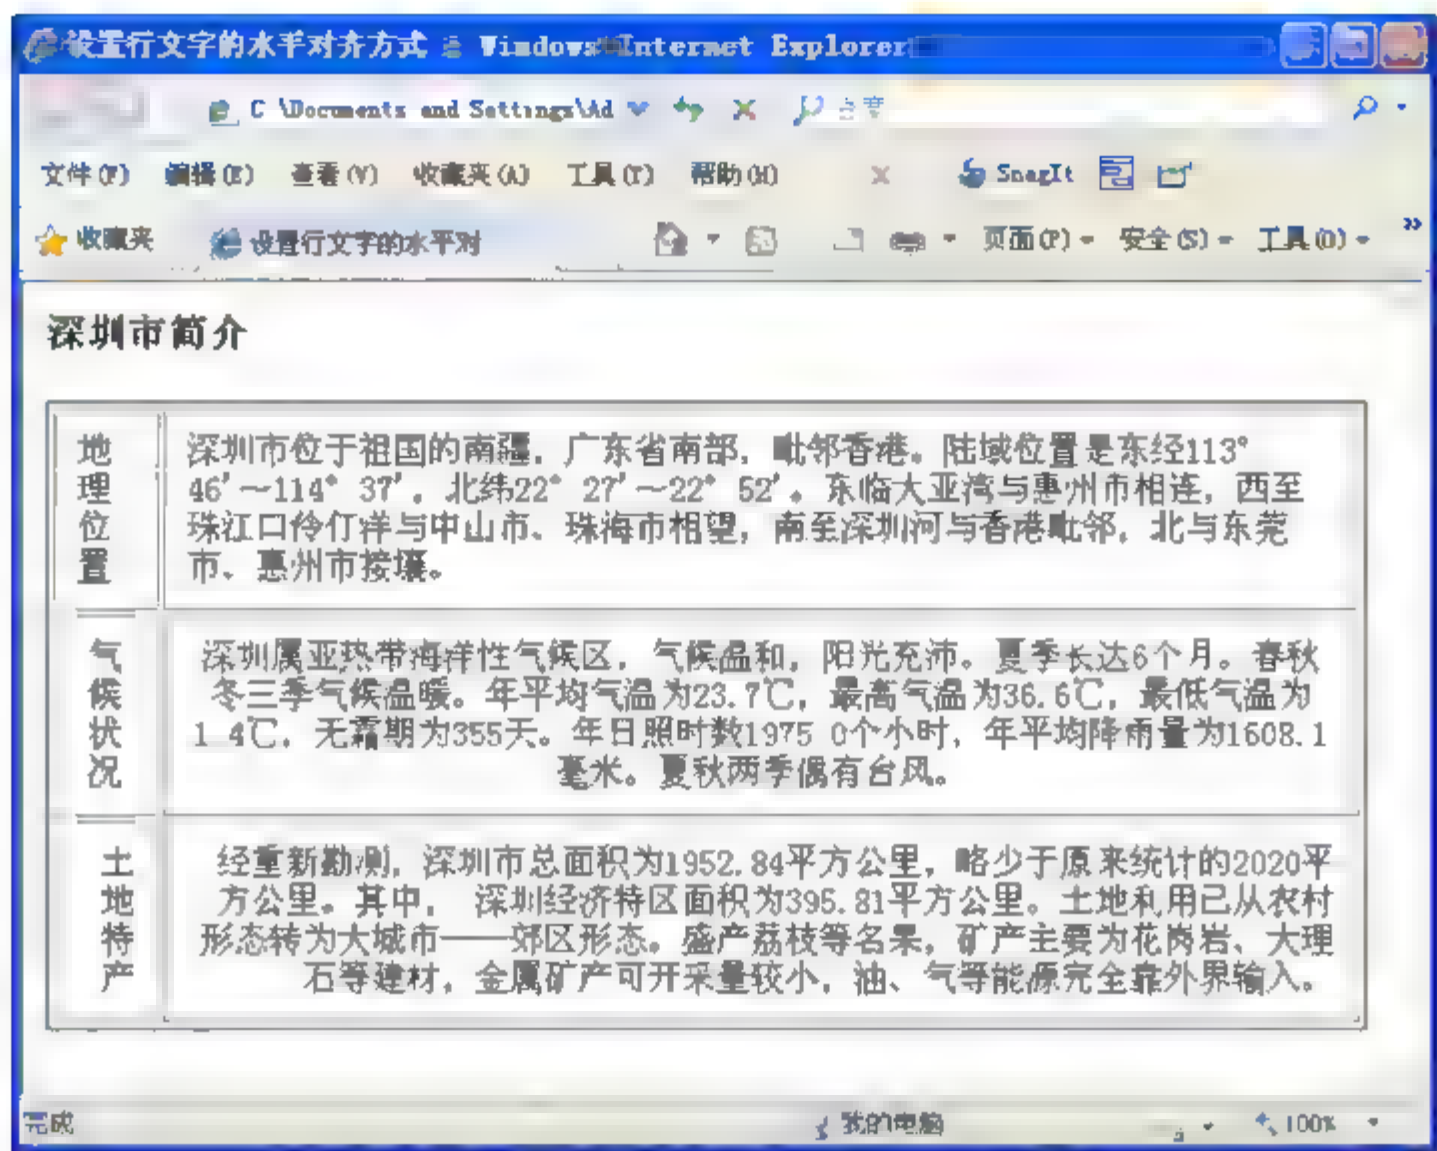 设置行文字的水平对齐方式 Windows Internet Explorer
C \Documents and Settings\Ad
文件(F) 编辑(E) 查看(V) 收藏夹(A) 工具(T) 帮助(H) SnagIt
收藏夹 设置行文字的水平对 页面(P) 安全(S) 工具(O) »
深圳市简介
地理位置
深圳市位于祖国的南疆，广东省南部，毗邻香港。陆域位置是东经113°
46′～114° 37′，北纬22° 27′～22° 52′。东临大亚湾与惠州市相连，西至
珠江口伶仃洋与中山市、珠海市相望，南至深圳河与香港毗邻，北与东莞
市、惠州市接壤。
气候状况
深圳属亚热带海洋性气候区，气候温和，阳光充沛。夏季长达6个月。春秋
冬三季气候温暖。年平均气温为23.7℃，最高气温为36.6℃，最低气温为
1 4℃，无霜期为355天。年日照时数1975 0个小时，年平均降雨量为1608.1
毫米。夏秋两季偶有台风。
土地特产
经重新勘测，深圳市总面积为1952.84平方公里，略少于原来统计的2020平
方公里。其中， 深圳经济特区面积为395.81平方公里。土地利用已从农村
形态转为大城市——郊区形态。盛产荔枝等名果，矿产主要为花岗岩、大理
石等建材，金属矿产可开采量较小，油、气等能源完全靠外界输入。
完成 我的电脑 100%